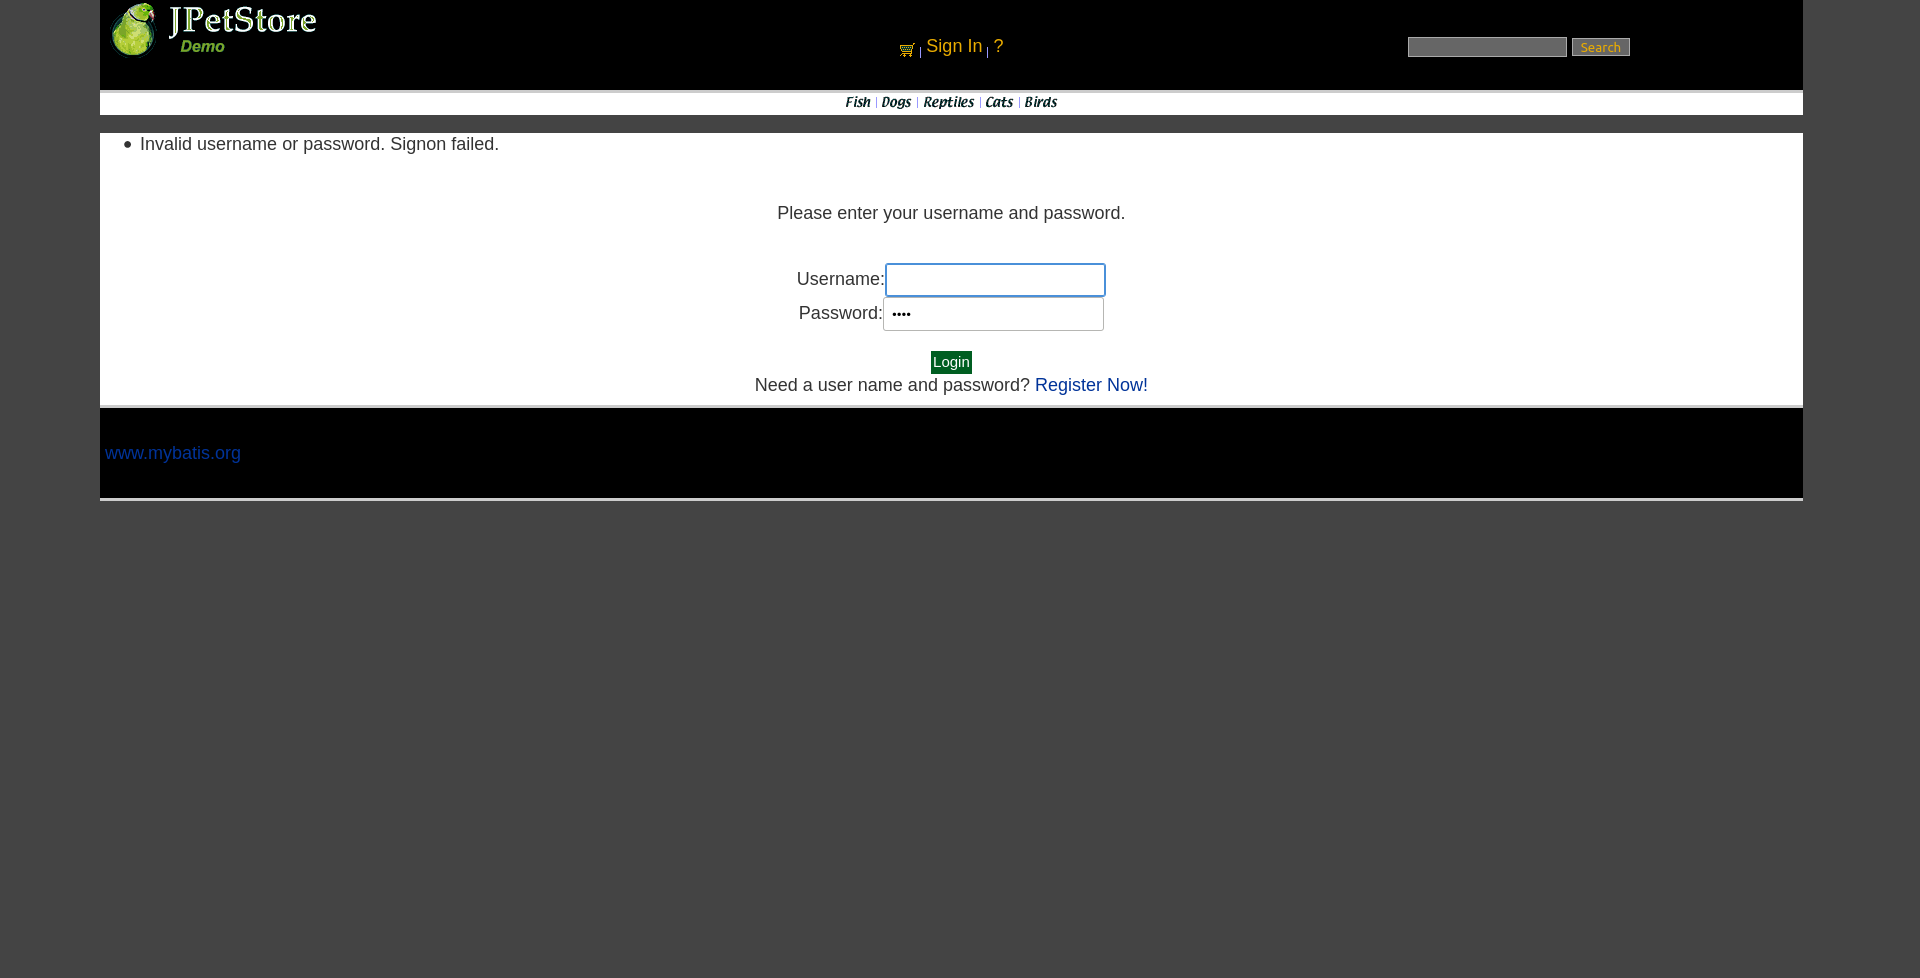 JPetStore
Demo
Sign In
?
Search
Fish
Dogs
Reptiles
Cats
Birds
Invalid username or password. Signon failed.
Please enter your username and password.
Username:
Password:
••••
Login
Need a user name and password? Register Now!
www.mybatis.org